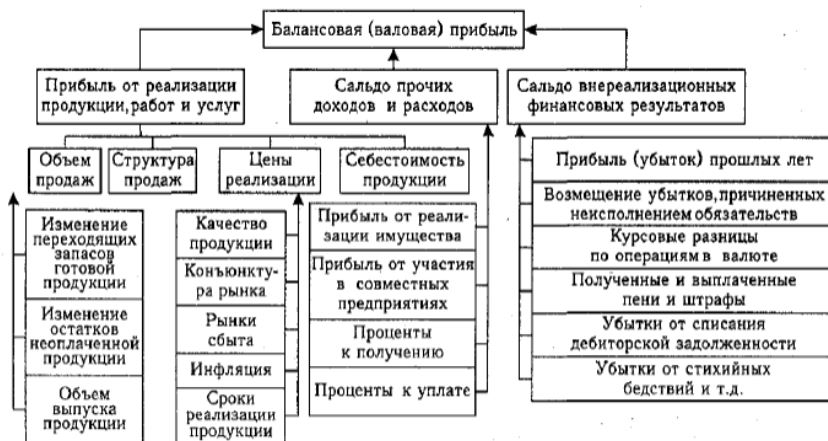 Балансовая (валовая) прибыль
Прибыль от реализации
продукции, работ и услуг
Сальдо прочих
доходов и расходов
Сальдо внереализационных
финансовых результатов
Объем
продаж
Структура
продаж
Цены
реализации
Себестоимость
продукции
Изменение
переходящих
запасов
готовой
продукции
Изменение
остатков
неоплаченной
продукции
Объем
выпуска
продукции
Качество
продукции
Конъюнкту-
ра рынка
Рынки
сбыта
Инфляция
Сроки
реализации
продукции
Прибыль от реали-
зации имущества
Прибыль от участия
в совместных
предприятиях
Проценты
к получению
Проценты к уплате
Прибыль (убыток) прошлых лет
Возмещение убытков, причиненных
неисполнением обязательств
Курсовые разницы
по операциям в валюте
Полученные и выплаченные
пени и штрафы
Убытки от списания
дебиторской задолженности
Убытки от стихийных
бедствий и т.д.